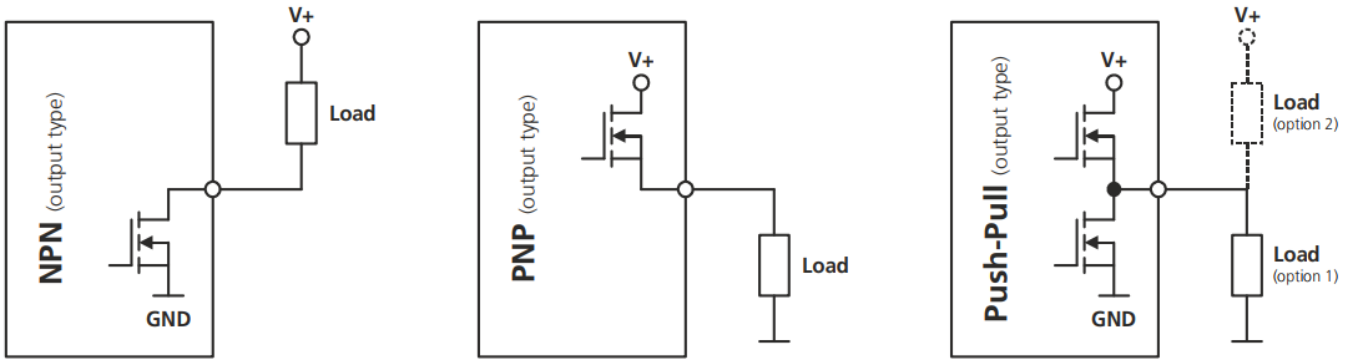 NPN (output type)
GND
V+
Load
PNP (output type)
V+
Load
Push-Pull (output type)
V+
GND
V+
Load
(option 2)
Load
(option 1)